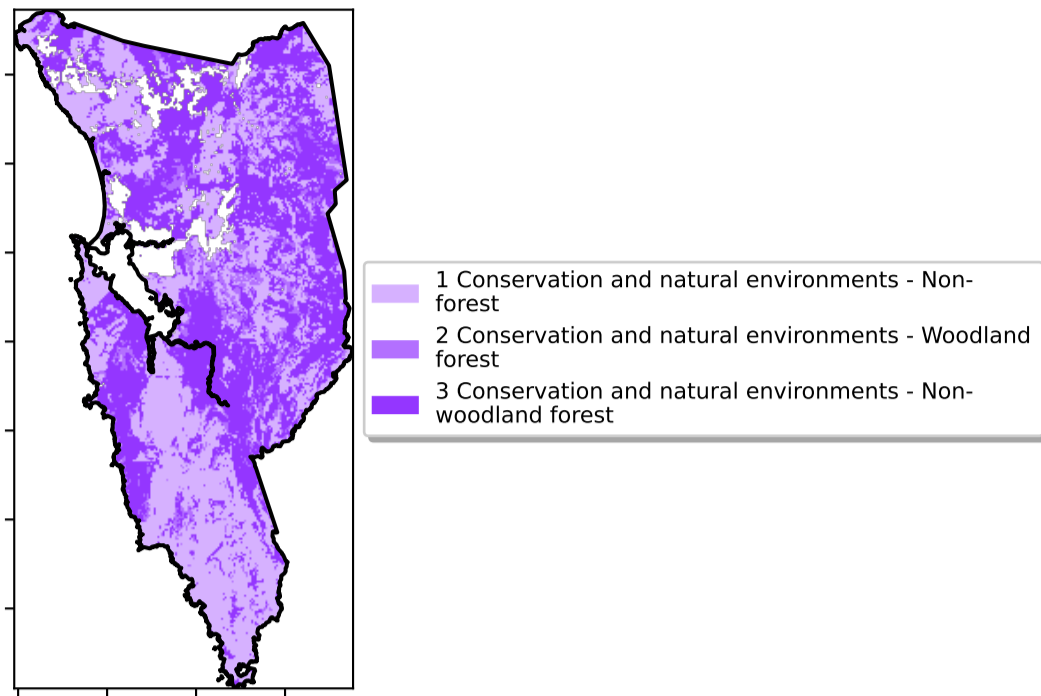 1 Conservation and natural environments - Non-
forest
2 Conservation and natural environments - Woodland
forest
3 Conservation and natural environments - Non-
woodland forest